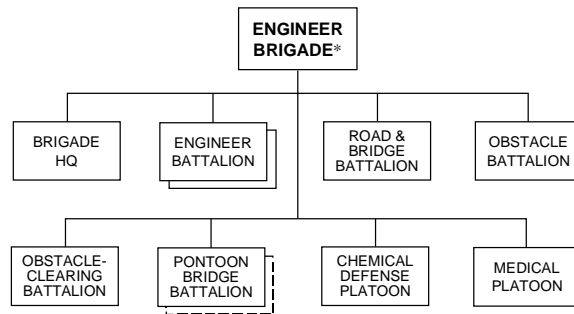 ENGINEER
BRIGADE*
BRIGADE
HQ
ENGINEER
BATTALION
ROAD &
BRIDGE
BATTALION
OBSTACLE
BATTALION
OBSTACLE-
CLEARING
BATTALION
PONTOON
BRIDGE
BATTALION
CHEMICAL
DEFENSE
PLATOON
MEDICAL
PLATOON